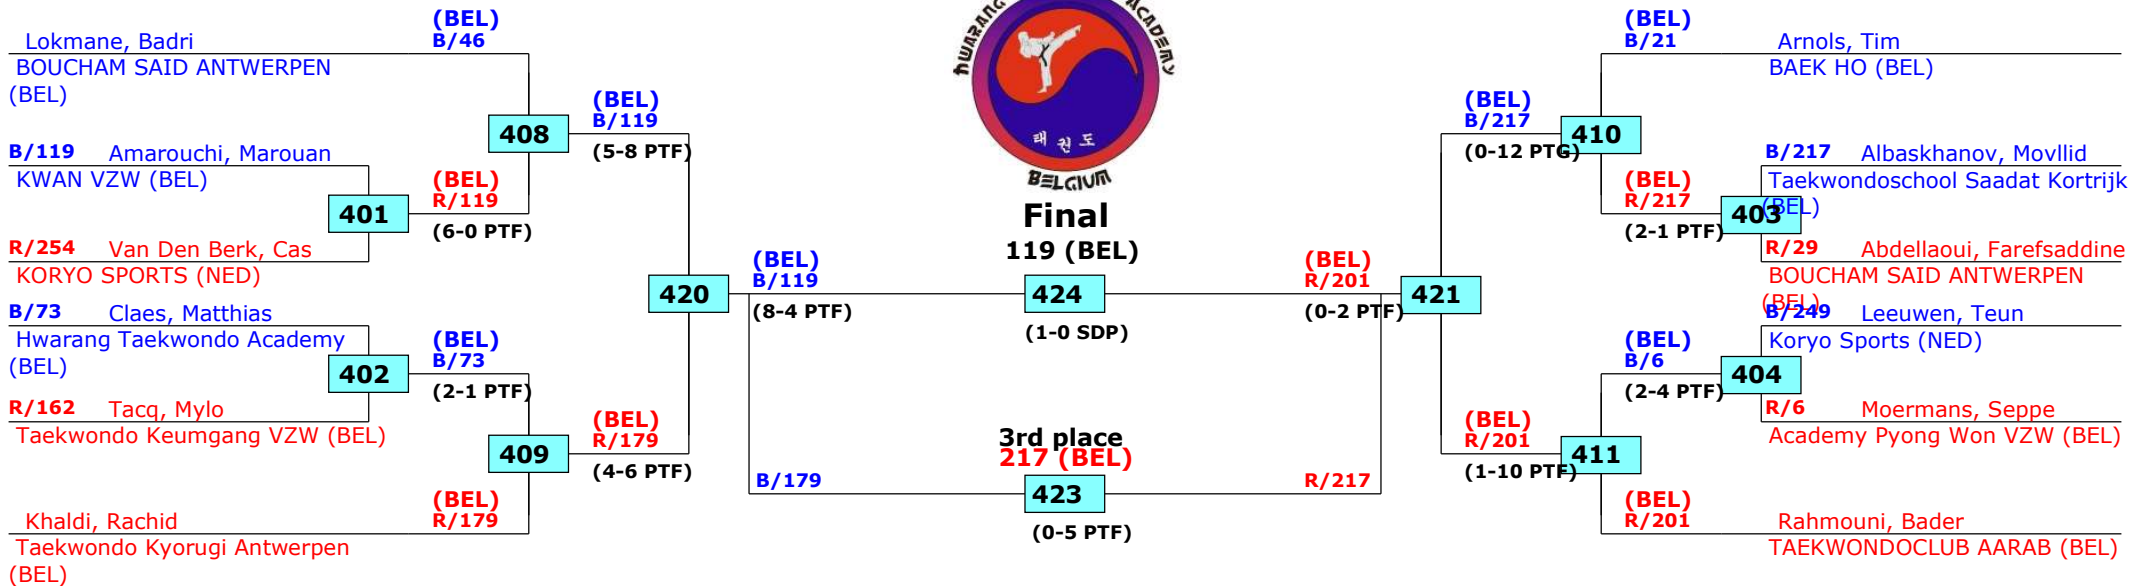 (BEL)
B/46
Lokmane, Badri
BOUCHAM SAID ANTWERPEN
(BEL)
408
(BEL)
B/119
(5-8 PTF)
B/119 Amarouchi, Marouan
KWAN VZW (BEL)
401
(BEL)
R/119
(6-0 PTF)
R/254 Van Den Berk, Cas
KORYO SPORTS (NED)
420
(BEL)
B/119
(8-4 PTF)
B/73 Claes, Matthias
Hwarang Taekwondo Academy
(BEL)
402
(BEL)
B/73
(2-1 PTF)
R/162 Tacq, Mylo
Taekwondo Keumgang VZW (BEL)
409
(BEL)
R/179
(4-6 PTF)
(BEL)
R/179
Khaldi, Rachid
Taekwondo Kyorugi Antwerpen
(BEL)
HWARANG
ACADEMY
태권도
BELGIUM
Final
119 (BEL)
424
(1-0 SDP)
3rd place
217 (BEL)
B/179
423
R/217
(0-5 PTF)
(BEL)
B/21
Arnols, Tim
BAEK HO (BEL)
(BEL)
B/217
410
(0-12 PTG)
B/217 Albaskhanov, Movllid
Taekwondoschool Saadat Kortrijk
(BEL)
(BEL)
R/217
403
(2-1 PTF)
R/29 Abdellaoui, Farefsaddine
BOUCHAM SAID ANTWERPEN
(BEL)
(BEL)
R/201
421
(0-2 PTF)
B/249 Leeuwen, Teun
Koryo Sports (NED)
(BEL)
B/6
404
(2-4 PTF)
R/6 Moermans, Seppe
Academy Pyong Won VZW (BEL)
(BEL)
R/201
411
(1-10 PTF)
(BEL)
R/201
Rahmouni, Bader
TAEKWONDOCLUB AARAB (BEL)